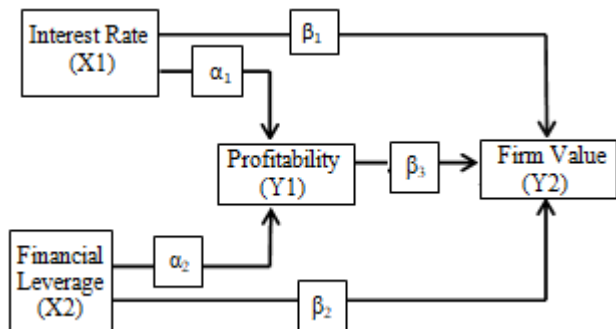 Interest Rate
(X1)
β₁
α₁
Profitability
(Y1)
β₃
Firm Value
(Y2)
Financial
Leverage
(X2)
α₂
β₂